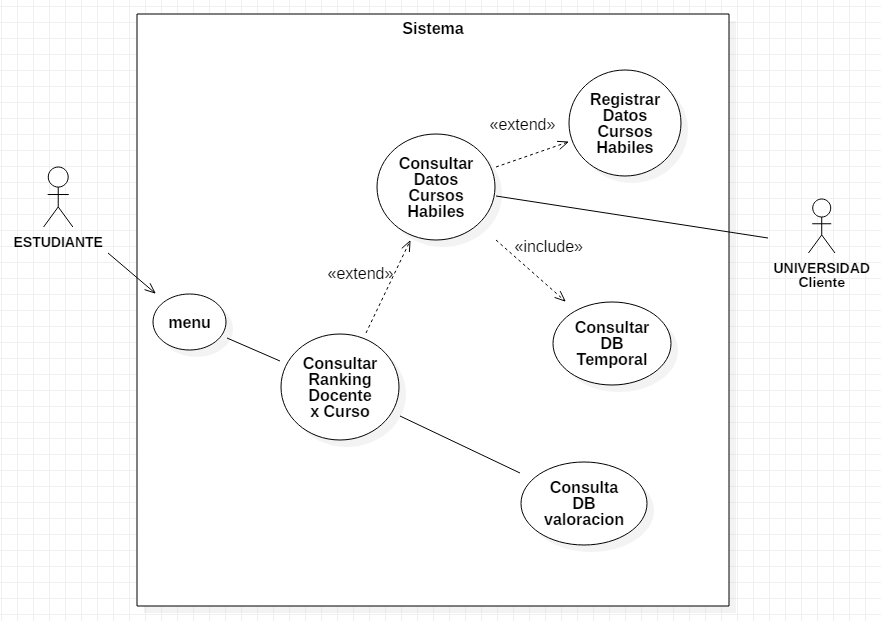 Sistema
Registrar
Datos
Cursos
Habiles
«extend»
Consultar
Datos
Cursos
Habiles
ESTUDIANTE
«include»
UNIVERSIDAD
Cliente
«extend»
menu
Consultar
DB
Temporal
Consultar
Ranking
Docente
x Curso
Consulta
DB
valoracion